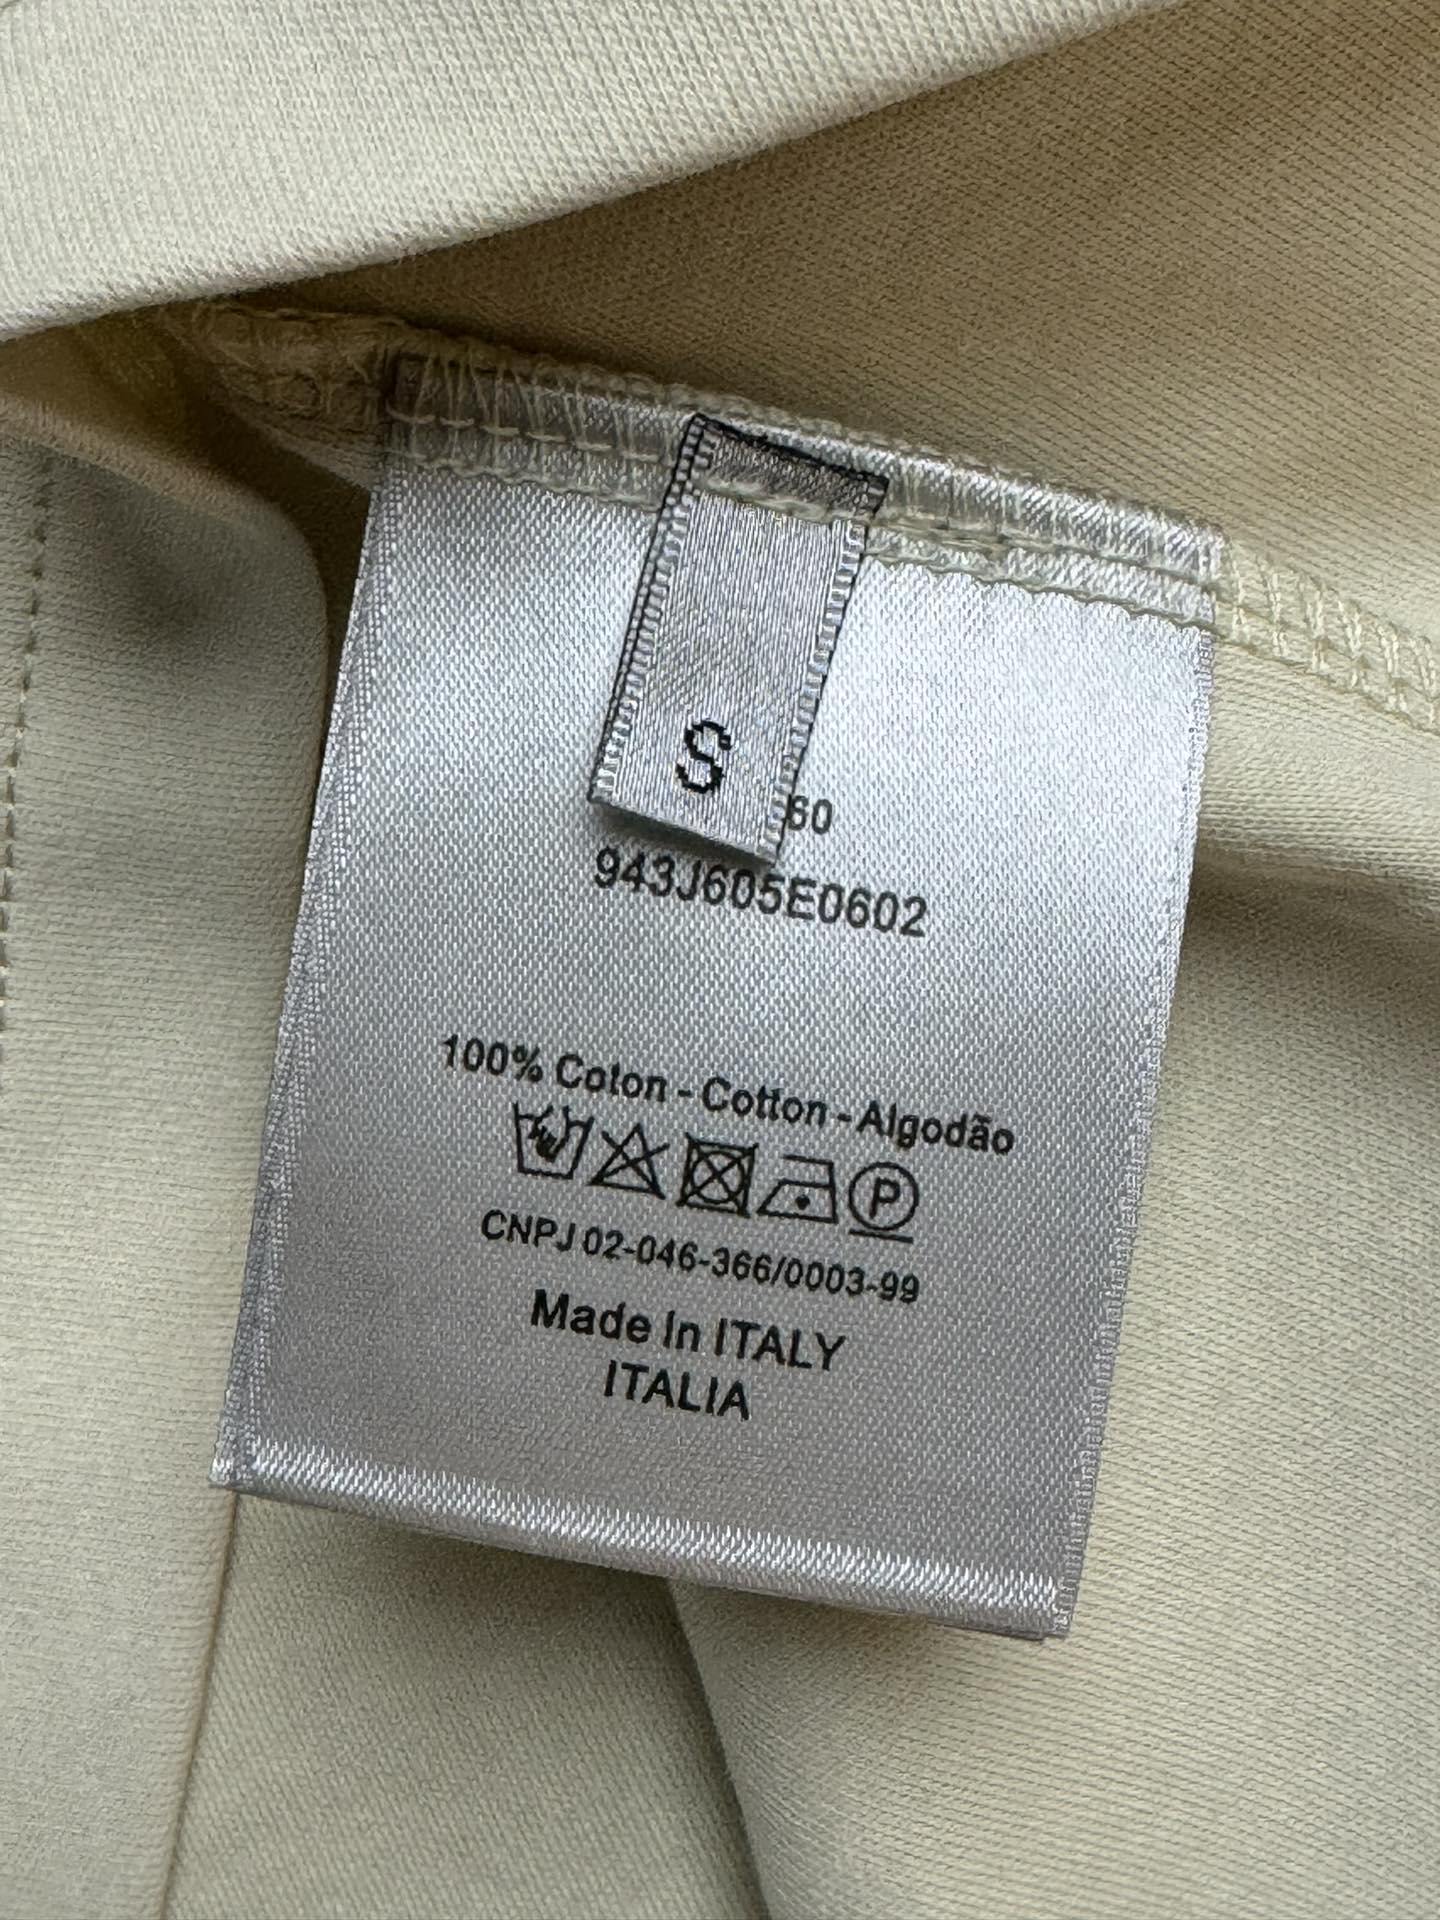 S
60
943J605E0602
100% Coton - Cotton - Algodão
P
CNPJ 02-046-366/0003-99
Made In ITALY
ITALIA